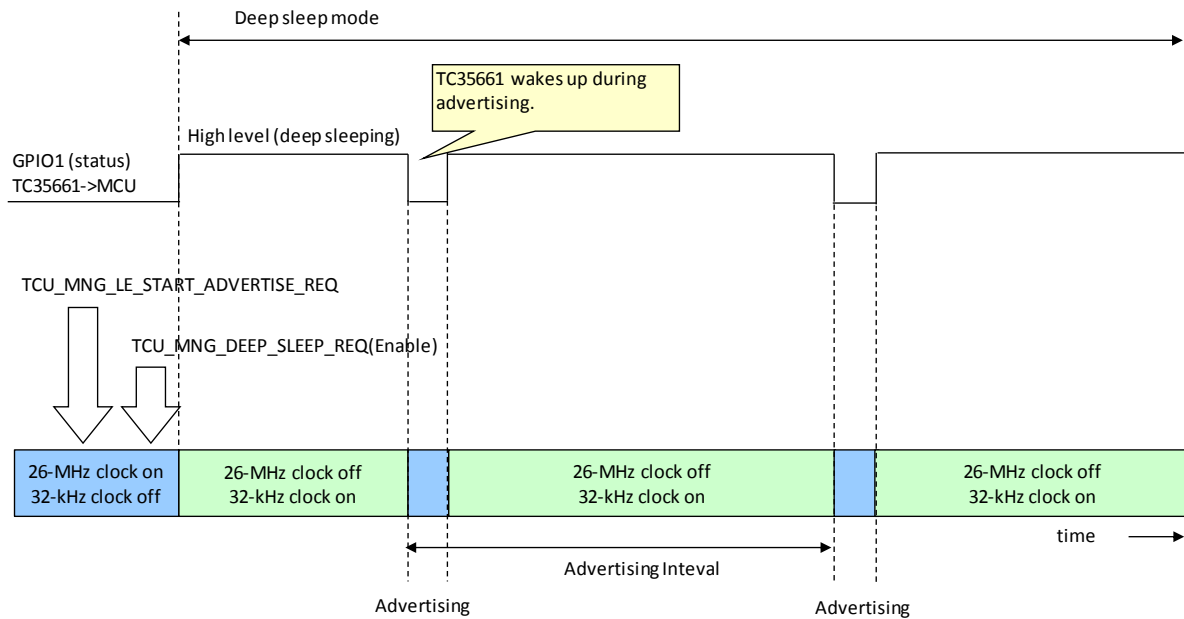 Deep sleep mode
TC35661 wakes up during
advertising.
High level (deep sleeping)
GPIO1 (status)
TC35661->MCU
TCU_MNG_LE_START_ADVERTISE_REQ
TCU_MNG_DEEP_SLEEP_REQ(Enable)
26-MHz clock on
32-kHz clock off
26-MHz clock off
32-kHz clock on
26-MHz clock off
32-kHz clock on
26-MHz clock off
32-kHz clock on
time
Advertising Inteval
Advertising
Advertising